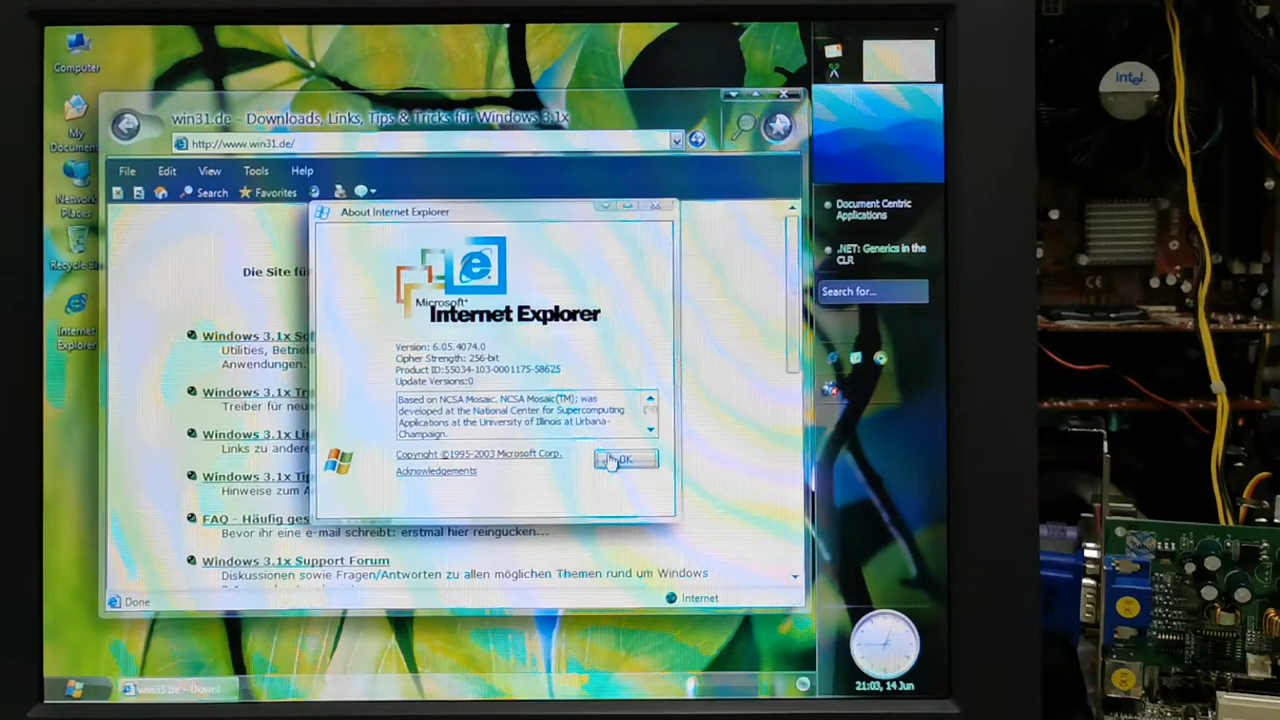 Computer
My
Network
Places
Recycle
Internet
Explorer
win31.de - Downloads, Links, Tips & Tricks für Windows 3.1x
http://www.win31.de/
File Edit View Tools Help
Search Favorites
Die Site
Windows 3.1x
Utilities,
Anwendungen.
Windows 3.1x
Treiber für
Windows 3.1x
Links zu
Windows 3.1x
Hinweise zum
FAQ - Häufig
Bevor ihr eine e-mail schreibt: erstmal hier reingucken...
Windows 3.1x Support Forum
Diskussionen sowie Fragen/Antworten zu allen möglichen Themen rund um Windows
Done
Internet
About Internet Explorer
Microsoft®
Internet Explorer
Version: 6.05.4074.0
Cipher Strength: 256-bit
Product ID:55034-103-0001175-58625
Update Versions:0
Based on NCSA Mosaic. NCSA Mosaic(TM); was
developed at the National Center for Supercomputing
Applications at the University of Illinois at Urbana-
Champaign.
Copyright ©1995-2003 Microsoft Corp.
Acknowledgements
OK
Document Centric
Applications
.NET: Generics in the
CLR
Search for...
21:03, 14 Jun
win31.de - Downl
intel.